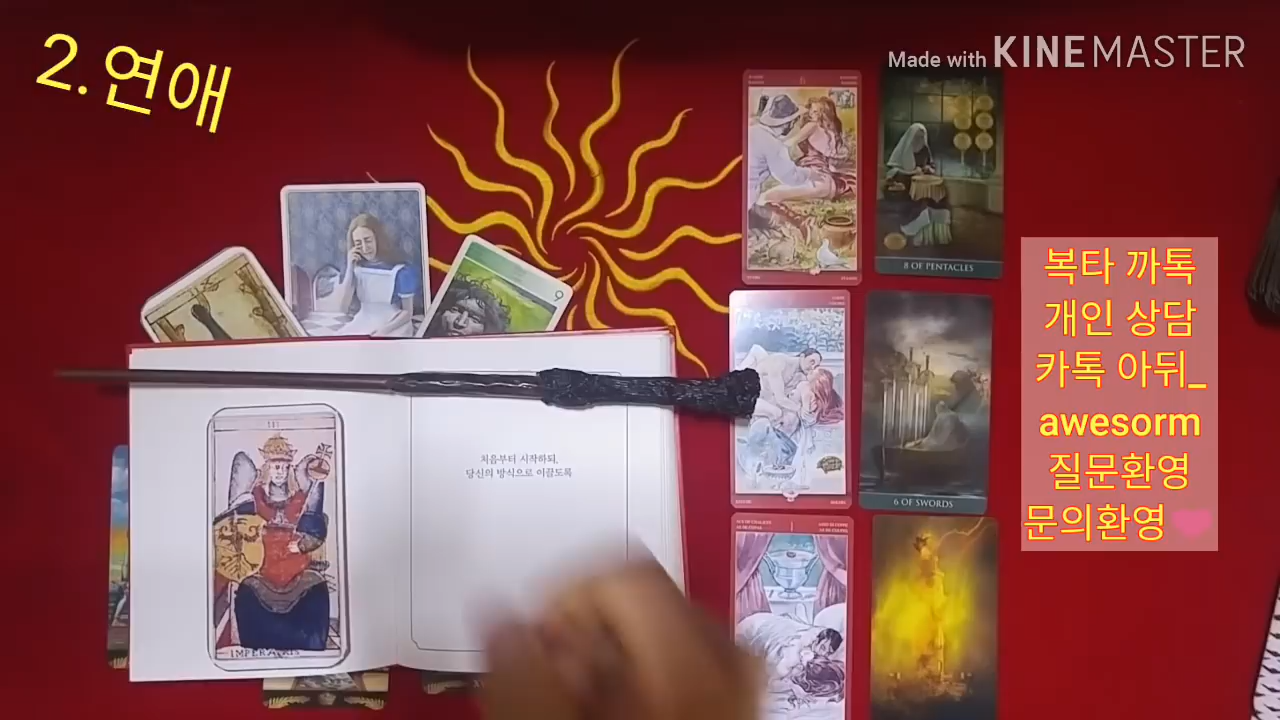 2.연애
Made with KINEMASTER
8 OF PENTACLES
6 OF SWORDS
복타 까톡
개인 상담
카톡 아뒤_
awesorm
질문환영
문의환영
처음부터 시작하되,
당신의 방식으로 이끌도록
III